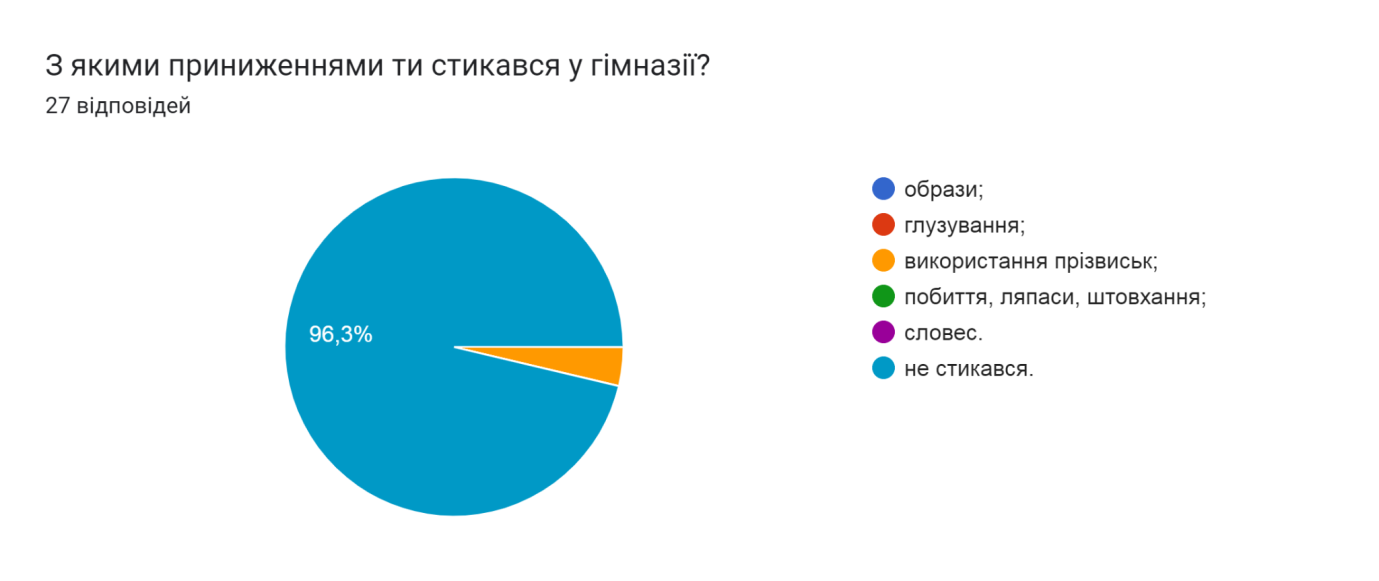 З якими приниженнями ти стикався у гімназії?
27 відповідей
96,3%
образи;
глузування;
використання прізвиськ;
побиття, ляпаси, штовхання;
словес.
не стикався.